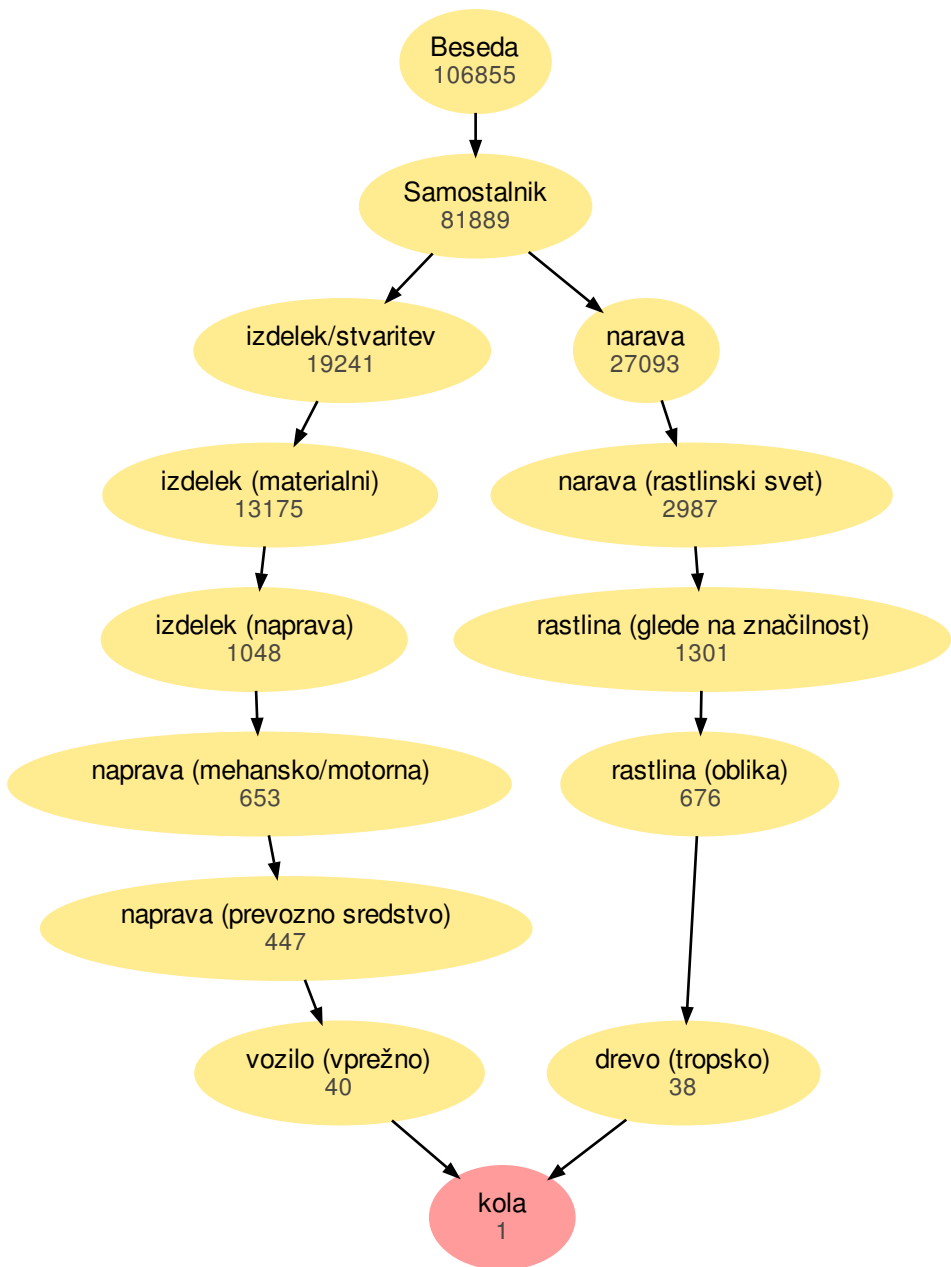 Beseda
106855
Samostalnik
81889
izdelek/stvaritev
19241
narava
27093
izdelek (materialni)
13175
narava (rastlinski svet)
2987
izdelek (naprava)
1048
rastlina (glede na značilnost)
1301
naprava (mehansko/motorna)
653
rastlina (oblika)
676
naprava (prevozno sredstvo)
447
vozilo (vprežno)
40
drevo (tropsko)
38
kola
1